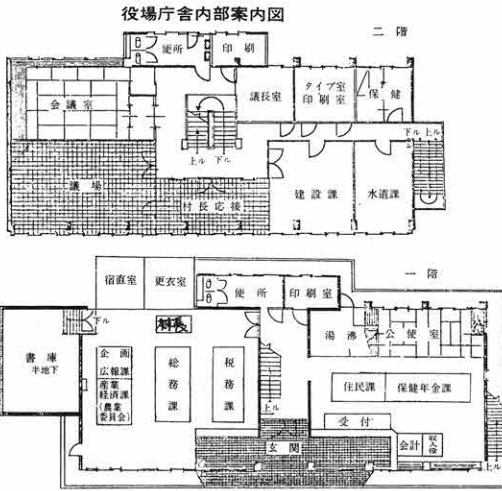 役場庁舎内部案内図
二階
便所
印刷
会議室
議長室
タイプ室
印刷室
保健
上ル 下ル
下ル 上ル
議場
村長応接
建設課
水道課
一階
宿直室
更衣室
便所
印刷室
下ル
湯沸
公使室
書庫
半地下
企画
広報課
産業
経済課
(農業
委員会)
総務課
税務課
上ル
住民課
保健年金課
受付
玄関
会計
収入役
上ル